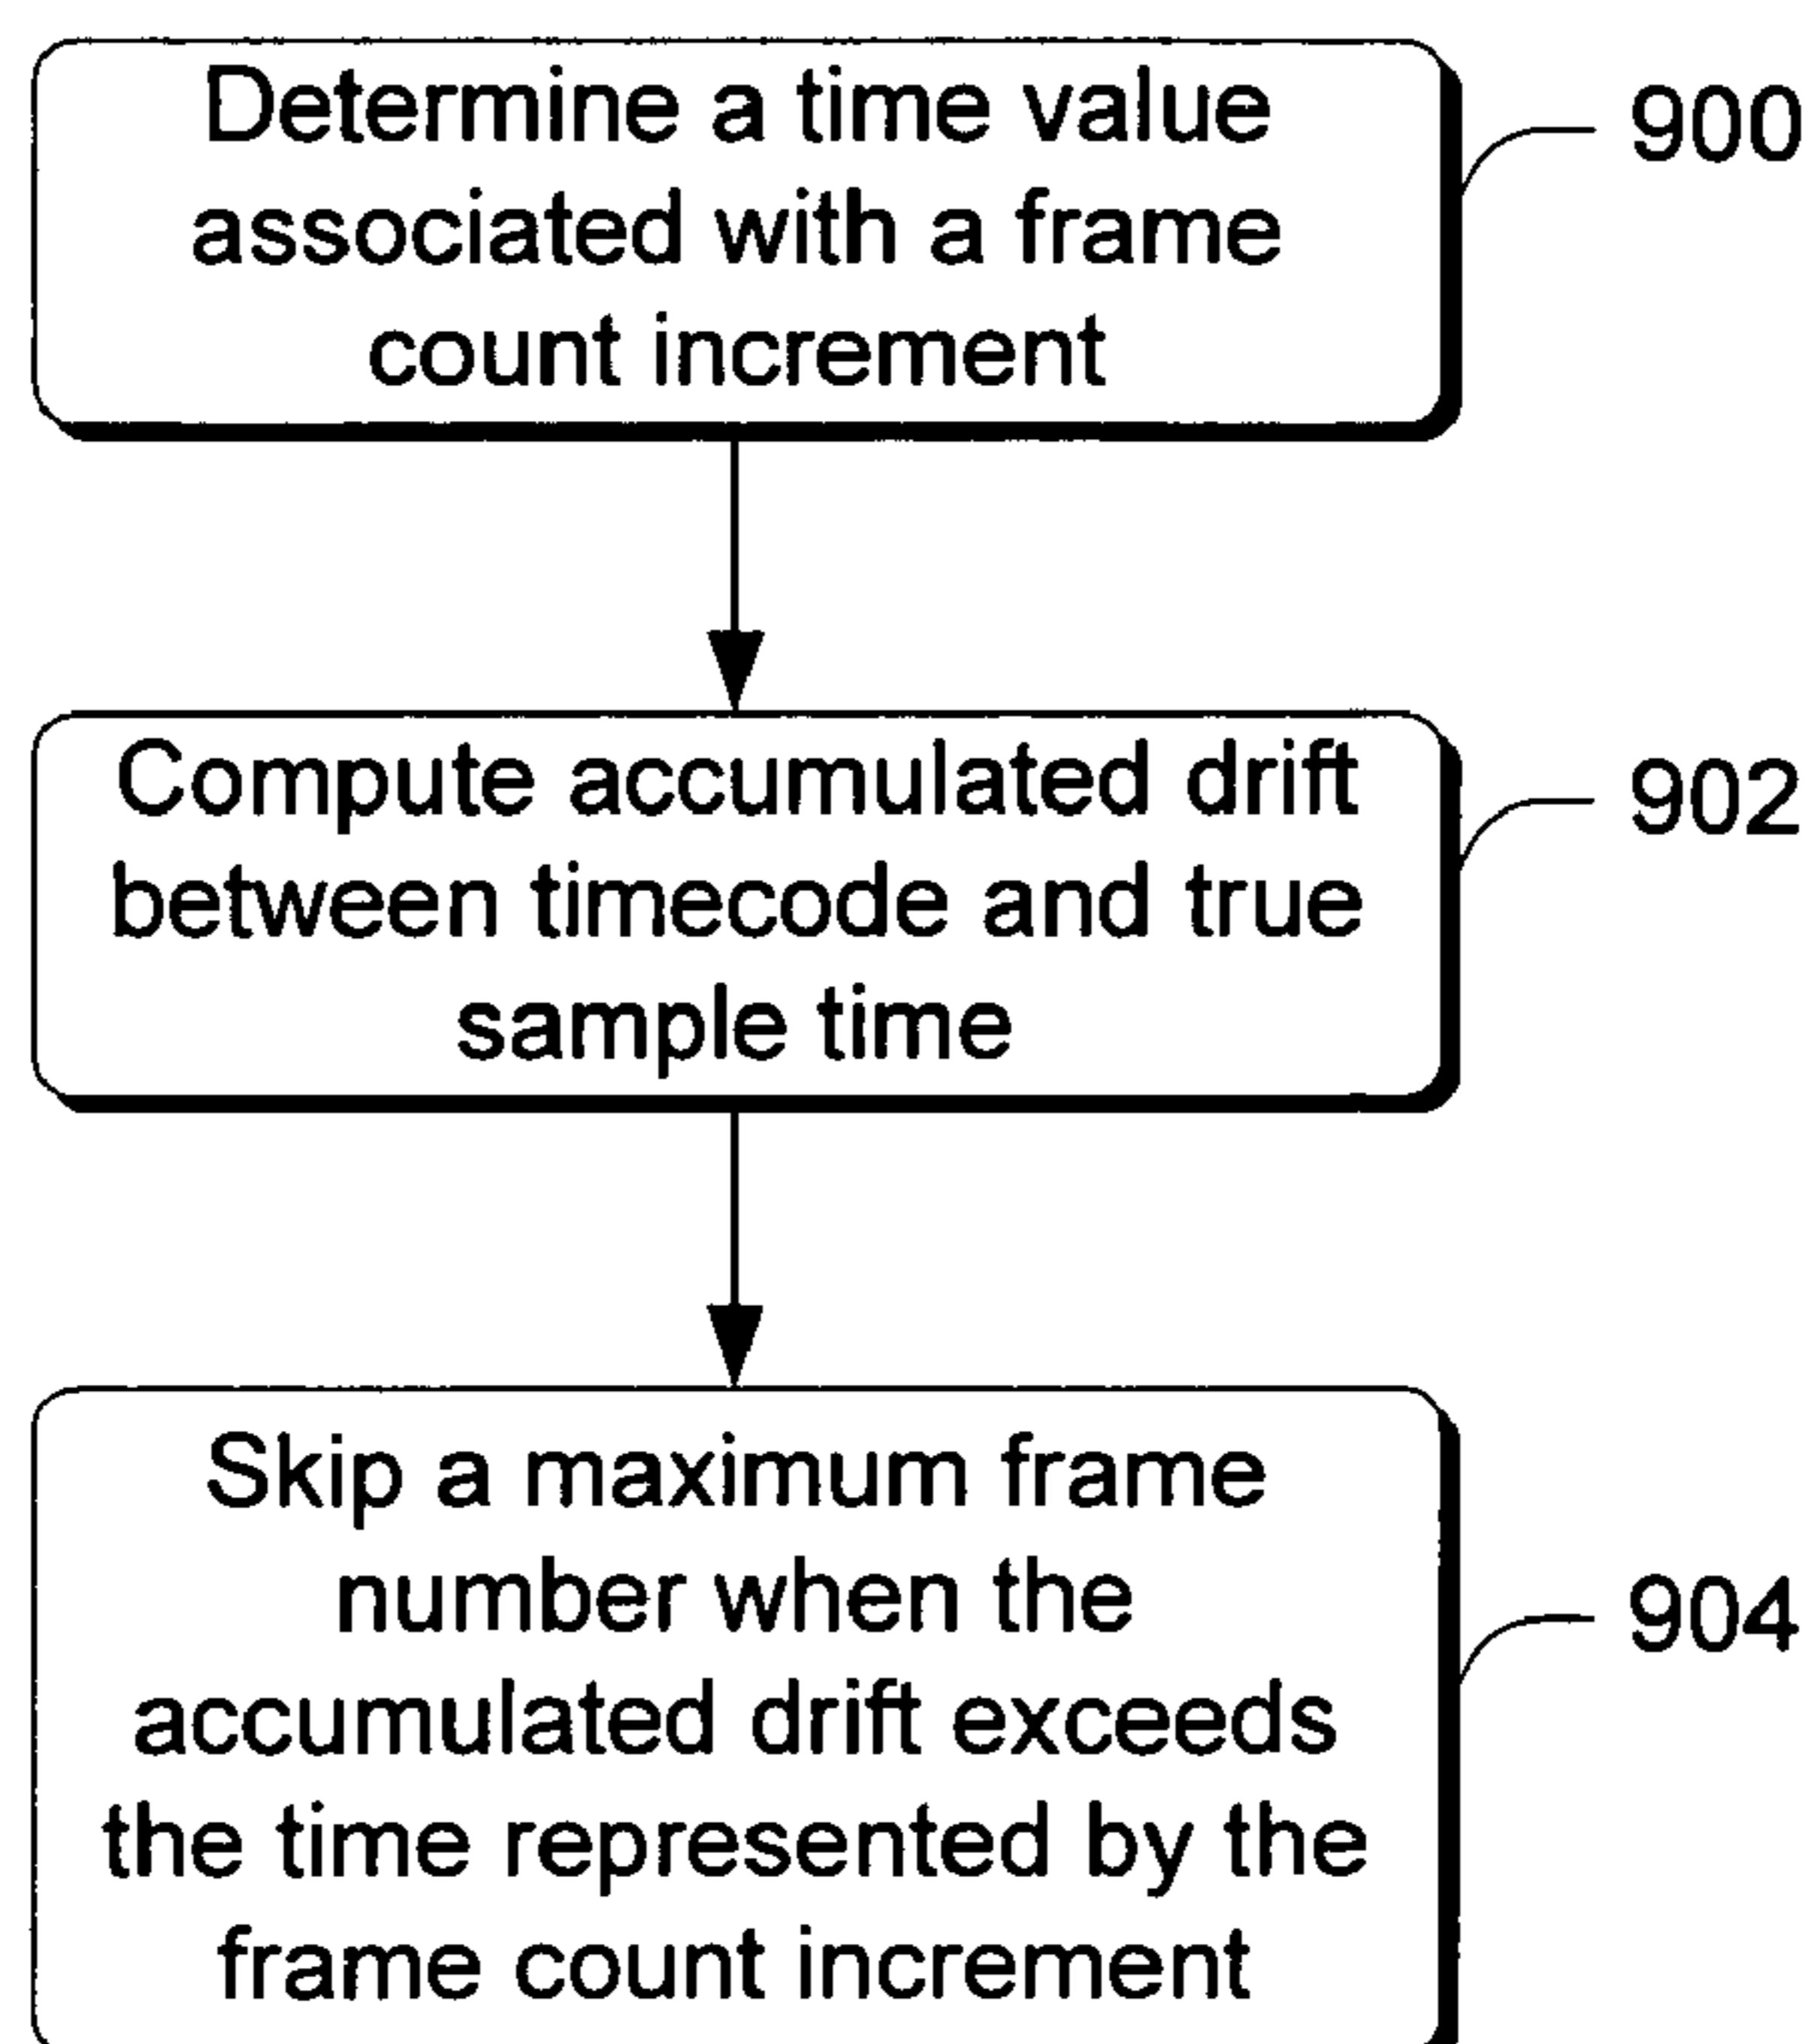 Determine a time value
associated with a frame
count increment
900
Compute accumulated drift
between timecode and true
sample time
902
Skip a maximum frame
number when the
accumulated drift exceeds
the time represented by the
frame count increment
904